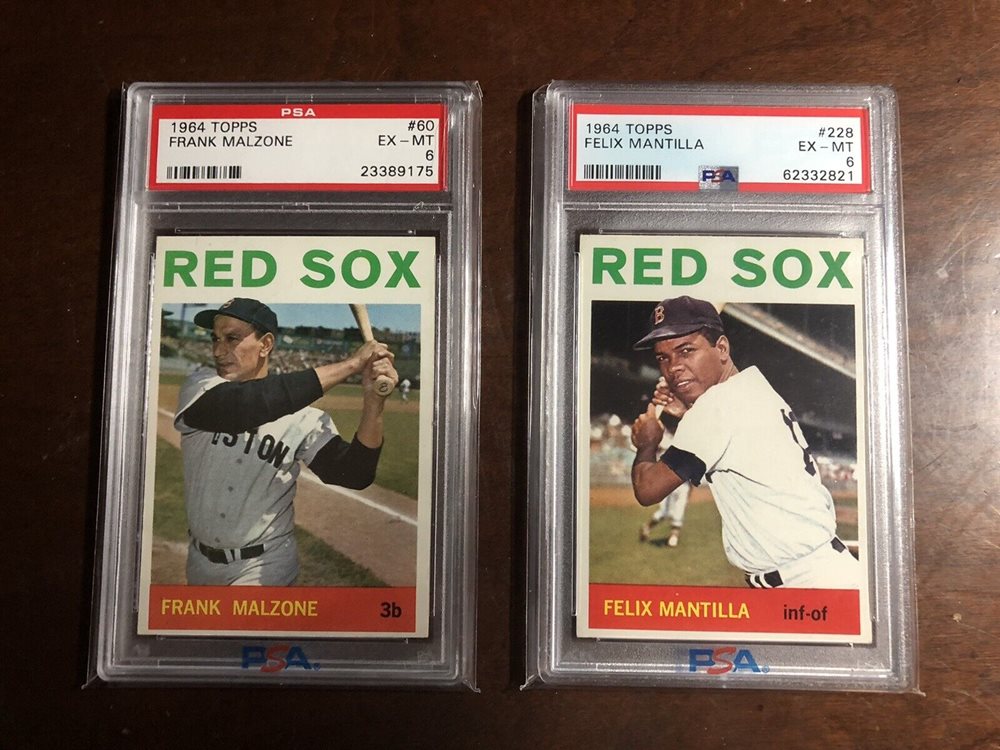 PSA
1964 TOPPS #60
FRANK MALZONE EX-MT
6
23389175
RED SOX
STON
FRANK MALZONE 3b
PSA
1964 TOPPS #228
FELIX MANTILLA EX-MT
6
PSA 62332821
RED SOX
B
FELIX MANTILLA inf-of
PSA